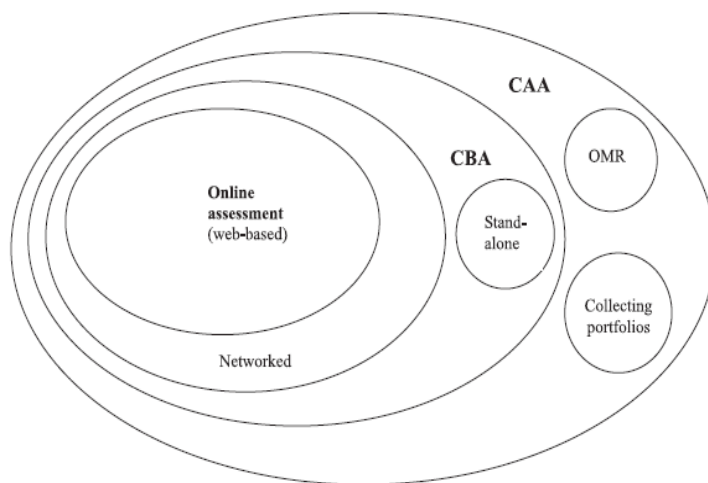 CAA
OMR
CBA
Online
assessment
(web-based)
Stand-
alone
Collecting
portfolios
Networked